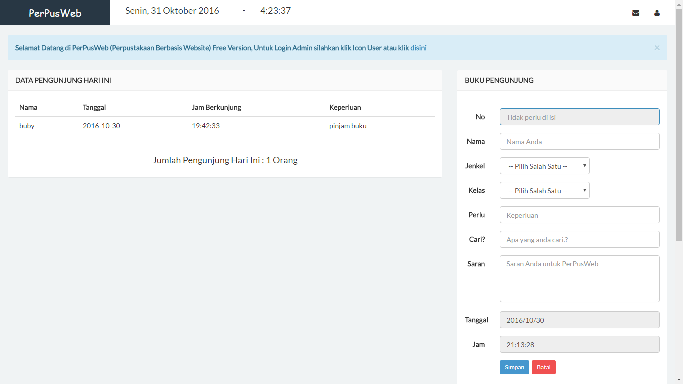 PerPusWeb
Senin, 31 Oktober 2016 - 4:23:37
Selamat Datang di PerPusWeb (Perpustakaan Berbasis Website) Free Version, Untuk Login Admin silahkan klik Icon User atau klik disini ×
DATA PENGUNJUNG HARI INI
Nama Tanggal Jam Berkunjung Keperluan
buby 2016-10-30 19:42:33 pinjam buku
Jumlah Pengunjung Hari Ini : 1 Orang
BUKU PENGUNJUNG
No Tidak perlu di isi
Nama Nama Anda
Jenkel -- Pilih Salah Satu --
Kelas -- Pilih Salah Satu --
Perlu Keperluan
Cari? Apa yang anda cari.?
Saran Saran Anda untuk PerPusWeb
Tanggal 2016/10/30
Jam 21:13:28
Simpan Batal